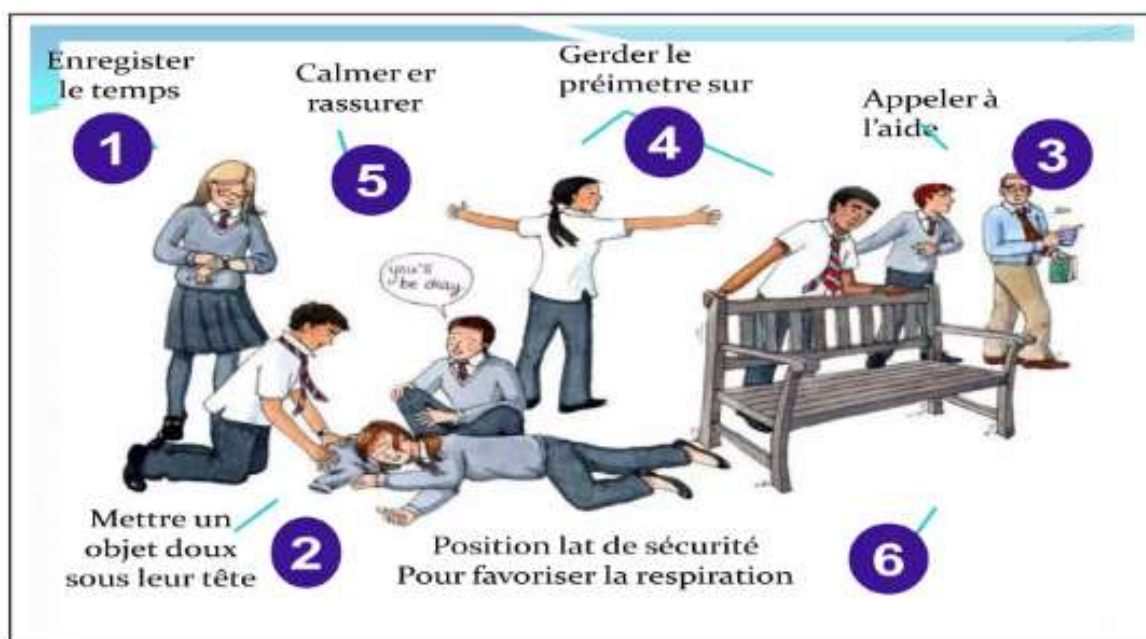 Enregister
le temps
1
Calmer er
rassurer
5
Gerder le
préimetre sur
4
Appeler à
l'aide
3
you'll
be okay
Mettre un
objet doux
sous leur tête
2
Position lat de sécurité
Pour favoriser la respiration
6